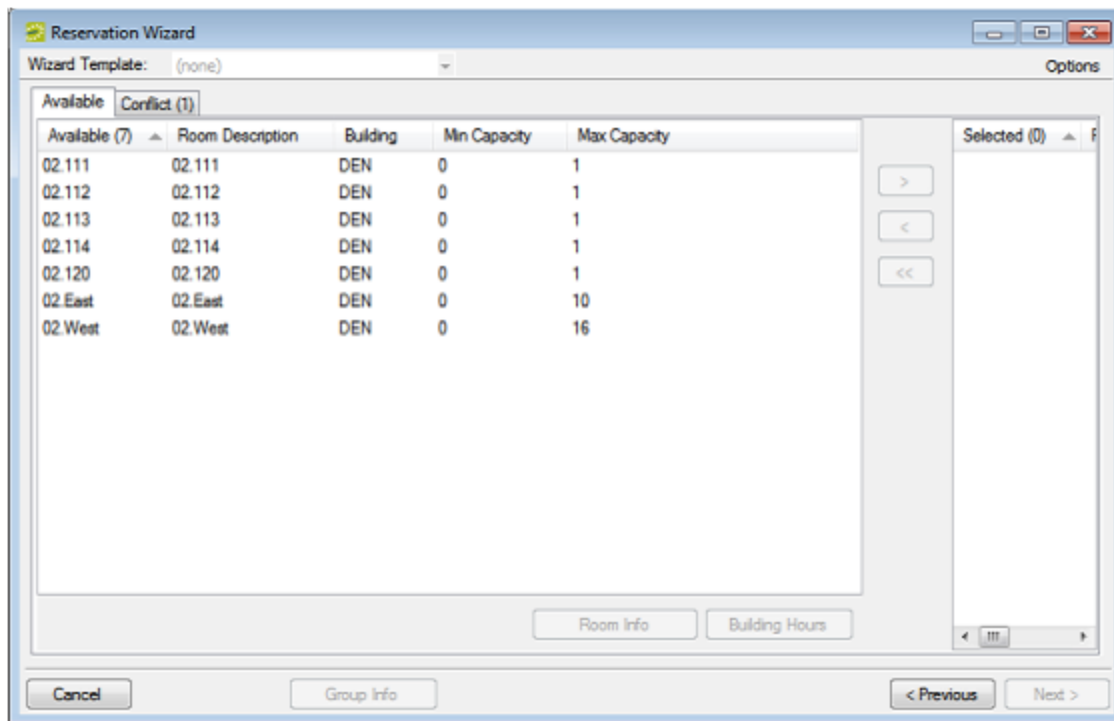 Reservation Wizard
Wizard Template: (none) Options
Available Conflict (1)
Available (7) Room Description Building Min Capacity Max Capacity Selected (0)
02.111 02.111 DEN 0 1
02.112 02.112 DEN 0 1
02.113 02.113 DEN 0 1
02.114 02.114 DEN 0 1
02.120 02.120 DEN 0 1
02.East 02.East DEN 0 10
02.West 02.West DEN 0 16
>
<
<<
Room Info Building Hours
Cancel Group Info < Previous Next >